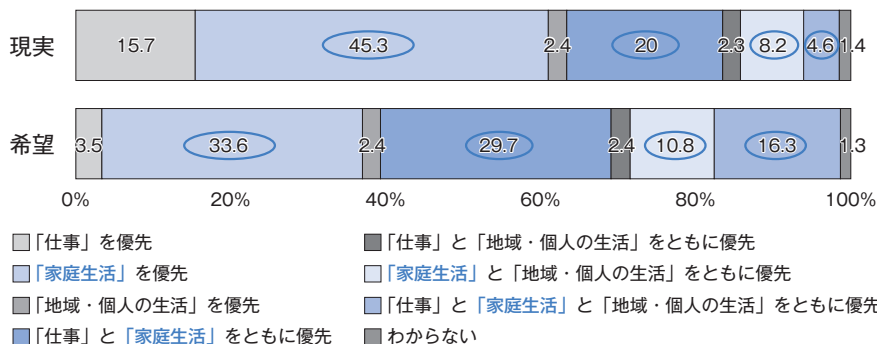 現実 15.7 45.3 2.4 20 2.3 8.2 4.6 1.4
希望 3.5 33.6 2.4 29.7 2.4 10.8 16.3 1.3
0% 20% 40% 60% 80% 100%
「仕事」を優先
「家庭生活」を優先
「地域・個人の生活」を優先
「仕事」と「家庭生活」をともに優先
「仕事」と「地域・個人の生活」をともに優先
「家庭生活」と「地域・個人の生活」をともに優先
「仕事」と「家庭生活」と「地域・個人の生活」をともに優先
わからない